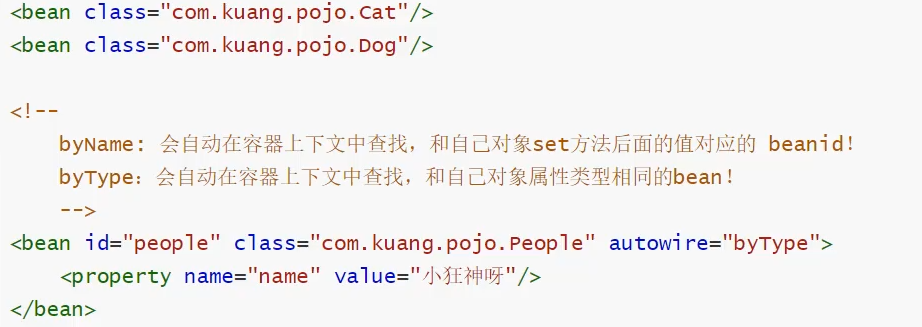 <bean class="com.kuang.pojo.Cat"/>
<bean class="com.kuang.pojo.Dog"/>
<!--
byName: 会自动在容器上下文中查找，和自己对象set方法后面的值对应的 beanid！
byType：会自动在容器上下文中查找，和自己对象属性类型相同的bean！
-->
<bean id="people" class="com.kuang.pojo.People" autowire="byType">
<property name="name" value="小狂神呀"/>
</bean>